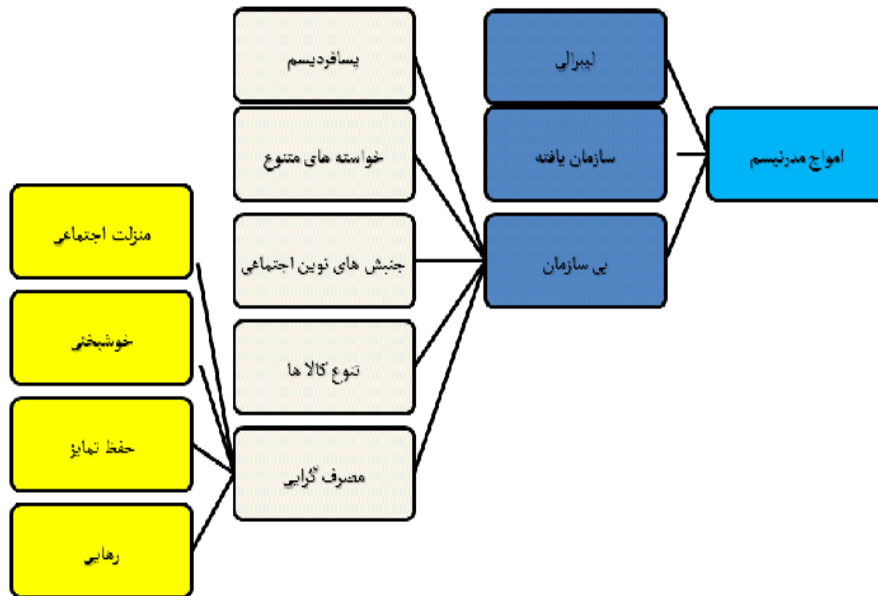 امواج مدرنیسم
لیبرالی
سازمان یافته
بی سازمان
پسافردیسم
خواسته های متنوع
جنبش های نوین اجتماعی
تنوع کالا ها
مصرف گرایی
منزلت اجتماعی
خوشبختی
حفظ تمایز
رهایی